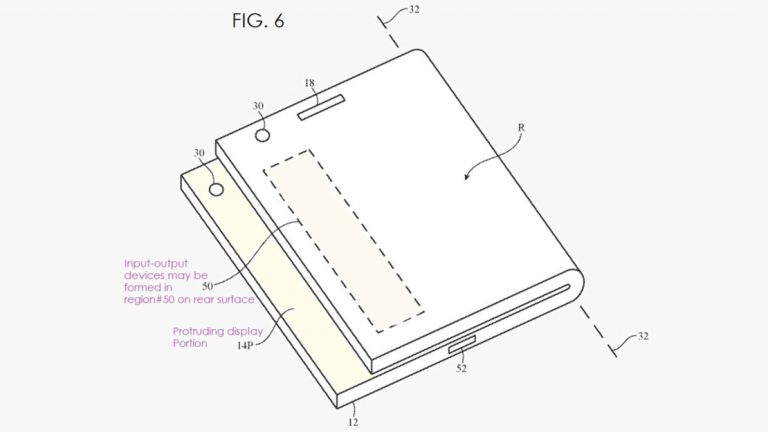 FIG. 6
32
18
30
R
30
Input-output
devices may be
formed in
50
region#50 on rear surface
Protruding display
Portion
14P
32
52
12